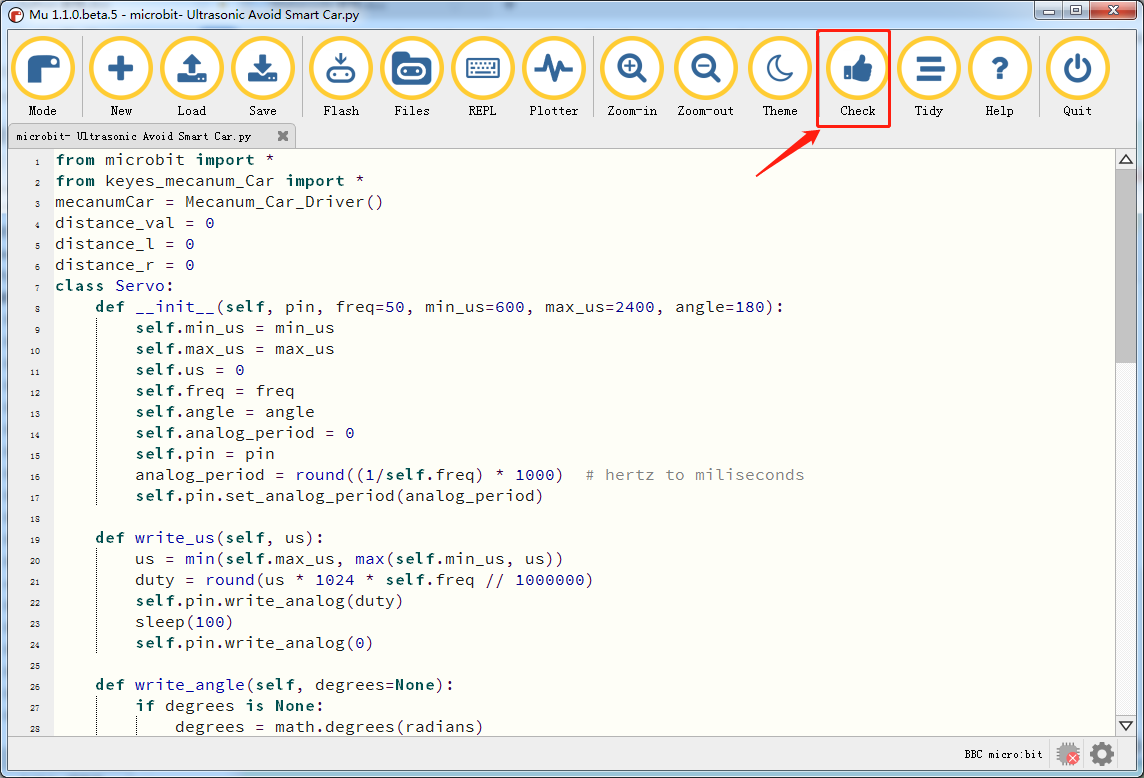 Mu 1.1.0.beta.5 - microbit- Ultrasonic Avoid Smart Car.py
Mode New Load Save Flash Files REPL Plotter Zoom-in Zoom-out Theme Check Tidy Help Quit
microbit- Ultrasonic Avoid Smart Car.py
1 from microbit import *
2 from keyes_mecanum_Car import *
3 mecanumCar = Mecanum_Car_Driver()
4 distance_val = 0
5 distance_l = 0
6 distance_r = 0
7 class Servo:
8 def __init__(self, pin, freq=50, min_us=600, max_us=2400, angle=180):
9 self.min_us = min_us
10 self.max_us = max_us
11 self.us = 0
12 self.freq = freq
13 self.angle = angle
14 self.analog_period = 0
15 self.pin = pin
16 analog_period = round((1/self.freq) * 1000)  # hertz to miliseconds
17 self.pin.set_analog_period(analog_period)
18
19 def write_us(self, us):
20 us = min(self.max_us, max(self.min_us, us))
21 duty = round(us * 1024 * self.freq // 1000000)
22 self.pin.write_analog(duty)
23 sleep(100)
24 self.pin.write_analog(0)
25
26 def write_angle(self, degrees=None):
27 if degrees is None:
28 degrees = math.degrees(radians)
BBC micro:bit